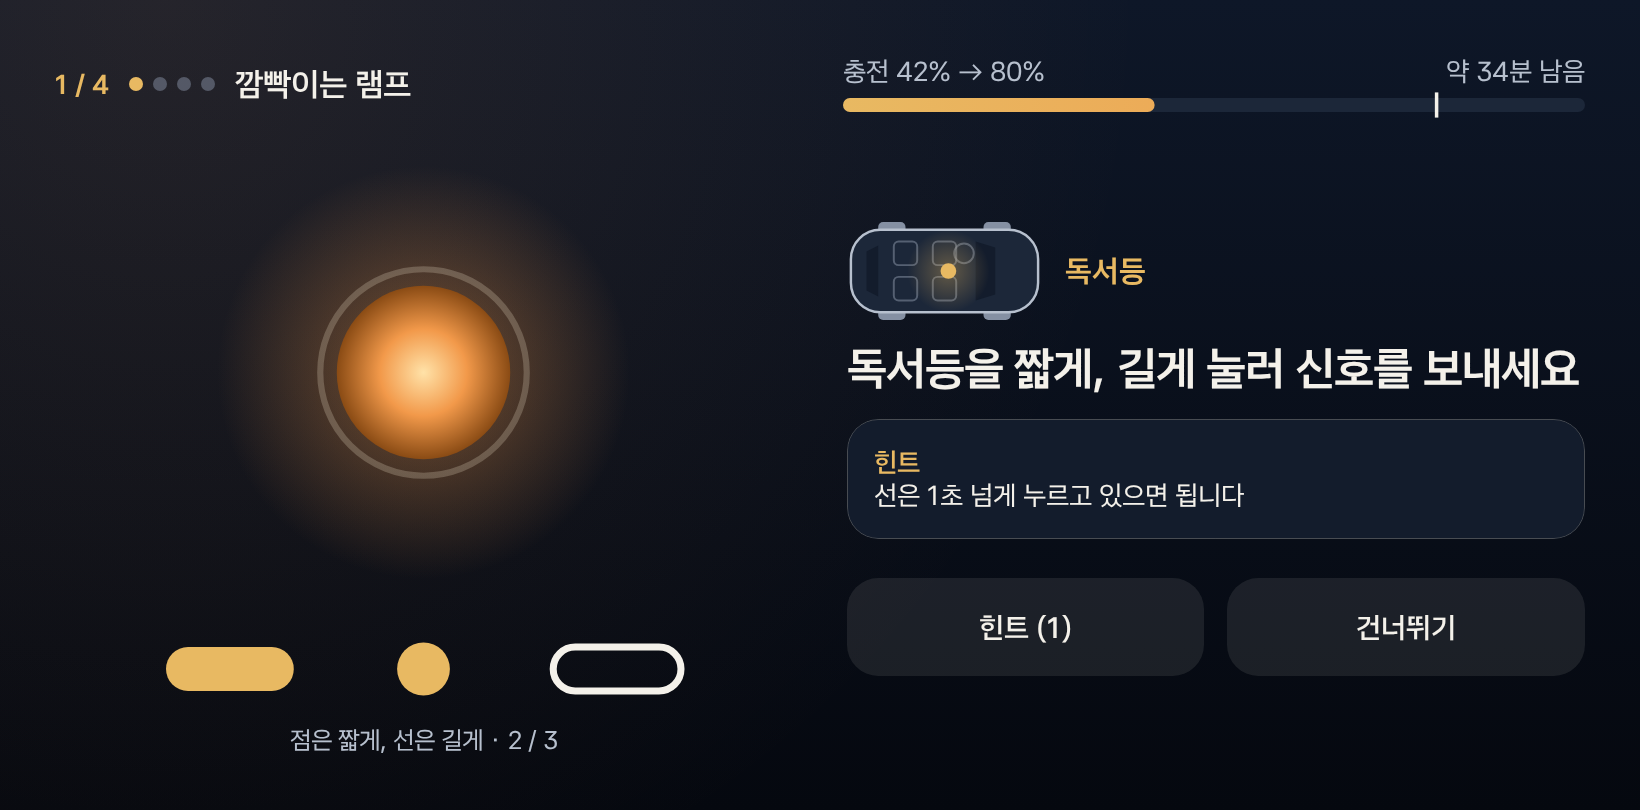 1 / 4 깜빡이는 램프
충전 42% → 80%
약 34분 남음
독서등
독서등을 짧게, 길게 눌러 신호를 보내세요
힌트
선은 1초 넘게 누르고 있으면 됩니다
힌트 (1)
건너뛰기
점은 짧게, 선은 길게 · 2 / 3